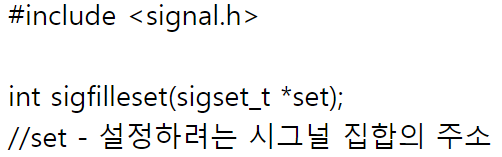 #include <signal.h>
int sigfilleset(sigset_t *set);
//set - 설정하려는 시그널 집합의 주소